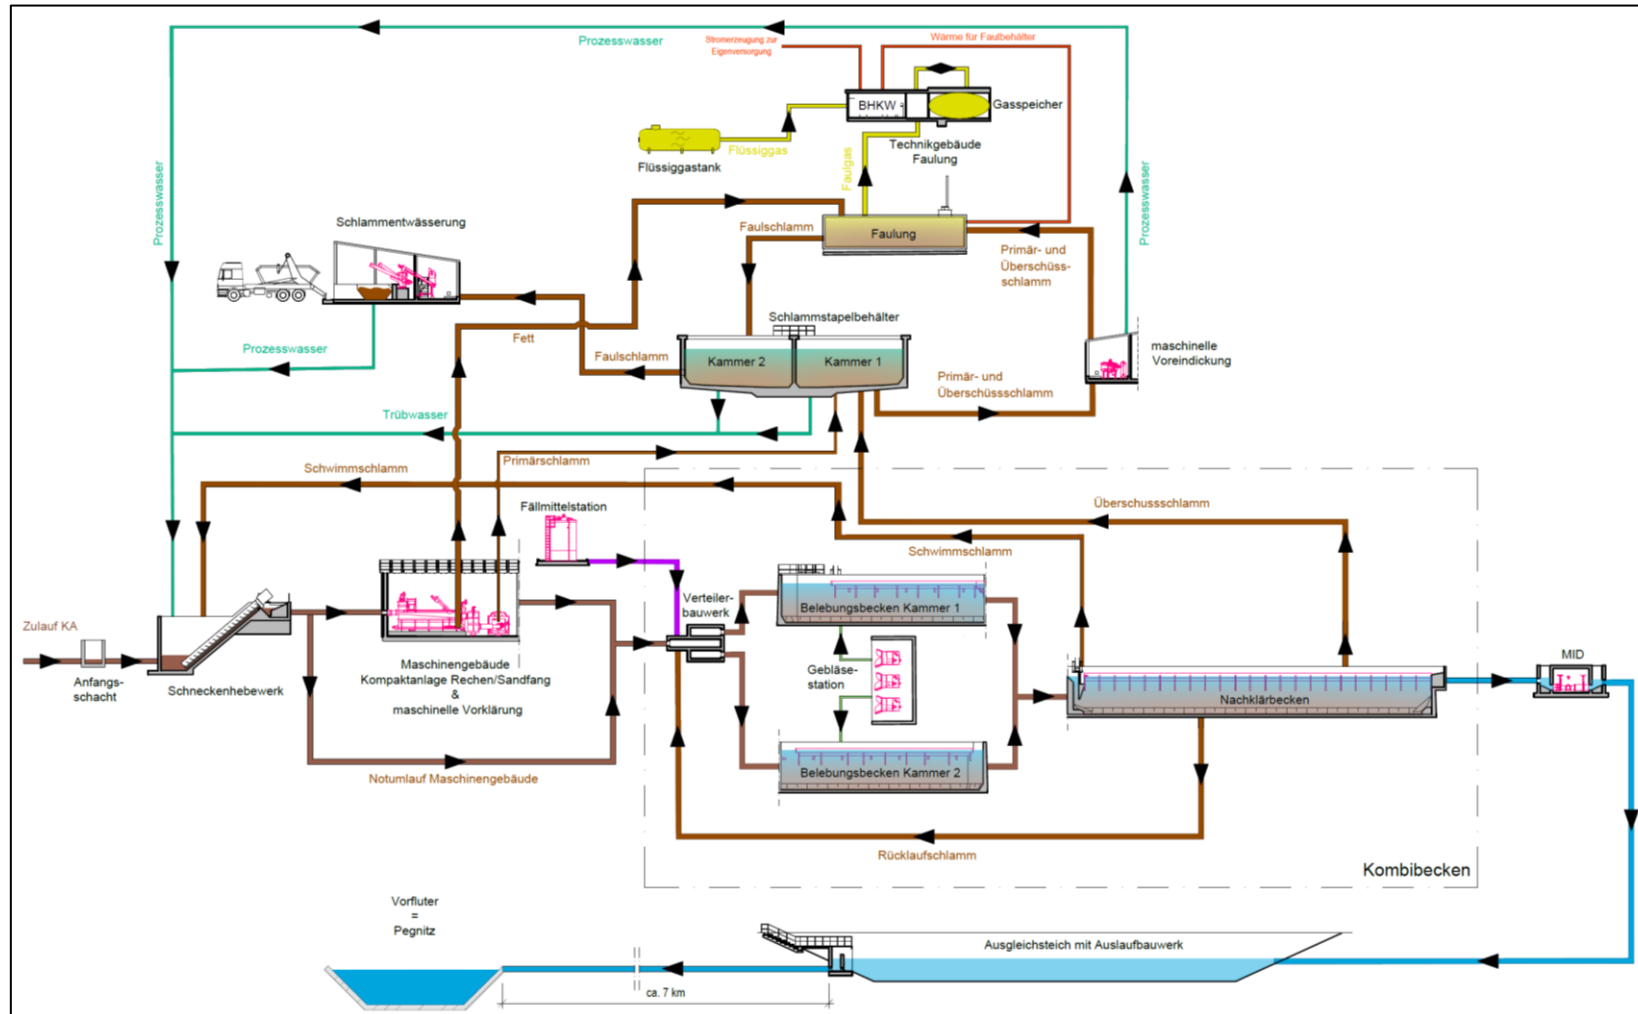 Prozesswasser
Stromerzeugung zur
Eigenversorgung
Wärme für Faulbehälter
BHKW
Gasspeicher
Flüssiggas
Flüssiggastank
Technikgebäude
Faulung
Faulgas
Prozesswasser
Prozesswasser
Schlammentwässerung
Faulschlamm
Faulung
Primär- und
Überschüss-
schlamm
Fett
Schlammstapelbehälter
Prozesswasser
Faulschlamm
Kammer 2
Kammer 1
maschinelle
Voreindickung
Primär- und
Überschüssschlamm
Trübwasser
Schwimmschlamm
Primärschlamm
Fällmittelstation
Überschussschlamm
Schwimmschlamm
Verteiler-
bauwerk
Belebungsbecken Kammer 1
Zulauf KA
Anfangs-
schacht
Schneckenhebewerk
Maschinengebäude
Kompaktanlage Rechen/Sandfang
&
maschinelle Vorklärung
Gebläse-
station
MID
Nachklärbecken
Notumlauf Maschinengebäude
Belebungsbecken Kammer 2
Rücklaufschlamm
Kombibecken
Vorfluter
=
Pegnitz
Ausgleichsteich mit Auslaufbauwerk
ca. 7 km